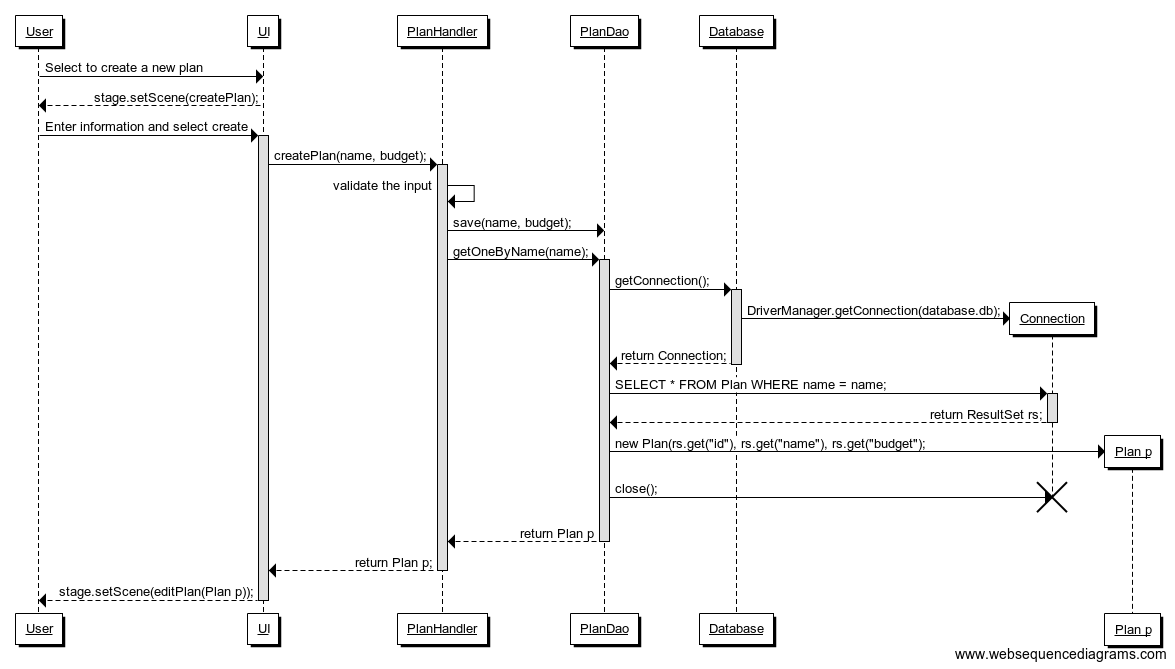 User
UI
PlanHandler
PlanDao
Database
Select to create a new plan
stage.setScene(createPlan);
Enter information and select create
createPlan(name, budget);
validate the input
save(name, budget);
getOneByName(name);
getConnection();
DriverManager.getConnection(database.db);
Connection
return Connection;
SELECT * FROM Plan WHERE name = name;
return ResultSet rs;
new Plan(rs.get("id"), rs.get("name"), rs.get("budget");
Plan p
close();
return Plan p
return Plan p;
stage.setScene(editPlan(Plan p));
User
UI
PlanHandler
PlanDao
Database
Plan p
www.websequencediagrams.com